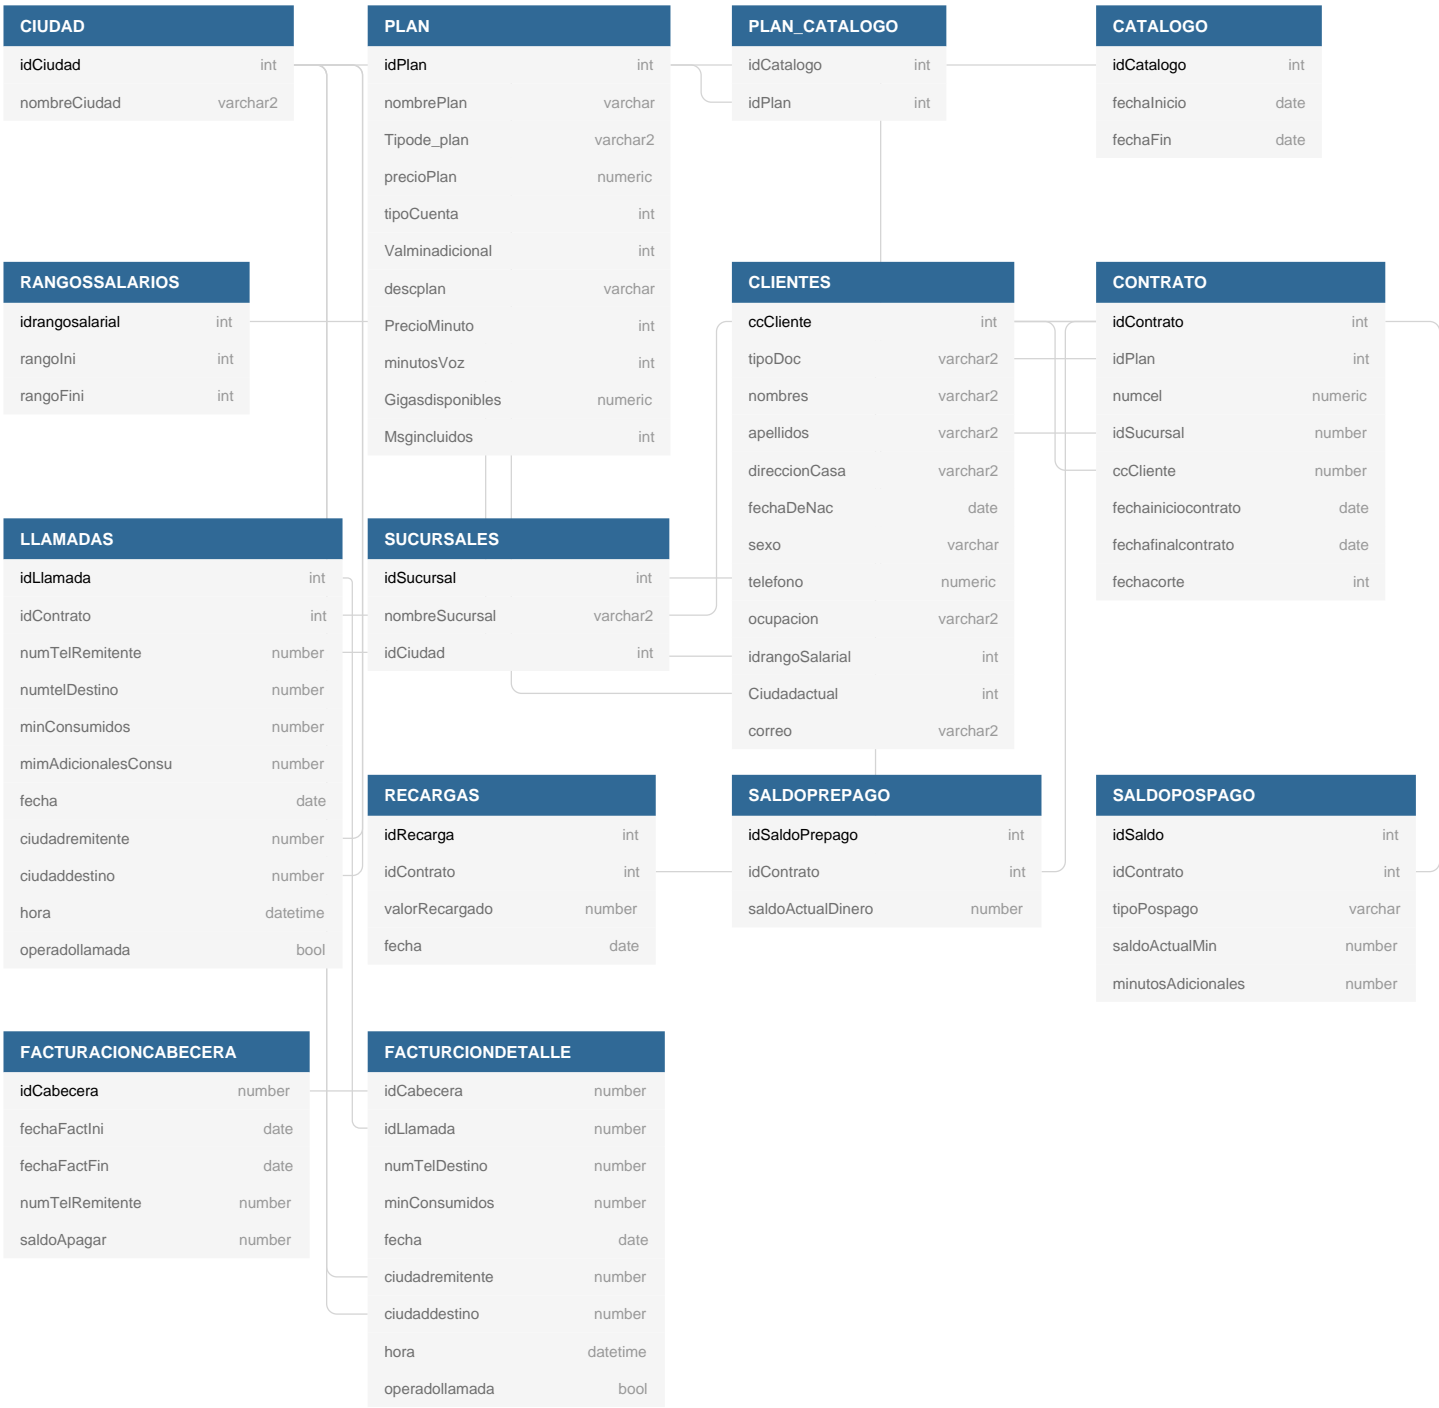 CIUDAD
idCiudad int
nombreCiudad varchar2
PLAN
idPlan int
nombrePlan varchar
Tipode_plan varchar2
precioPlan numeric
tipoCuenta int
Valminadicional int
descplan varchar
PrecioMinuto int
minutosVoz int
Gigasdisponibles numeric
Msgincluidos int
PLAN_CATALOGO
idCatalogo int
idPlan int
CATALOGO
idCatalogo int
fechaInicio date
fechaFin date
RANGOSSALARIOS
idrangosalarial int
rangoIni int
rangoFini int
CLIENTES
ccCliente int
tipoDoc varchar2
nombres varchar2
apellidos varchar2
direccionCasa varchar2
fechaDeNac date
sexo varchar
telefono numeric
ocupacion varchar2
idrangoSalarial int
Ciudadactual int
correo varchar2
CONTRATO
idContrato int
idPlan int
numcel numeric
idSucursal number
ccCliente number
fechainiciocontrato date
fechafinalcontrato date
fechacorte int
LLAMADAS
idLlamada int
idContrato int
numTelRemitente number
numtelDestino number
minConsumidos number
mimAdicionalesConsu number
fecha date
ciudadremitente number
ciudaddestino number
hora datetime
operadollamada bool
SUCURSALES
idSucursal int
nombreSucursal varchar2
idCiudad int
RECARGAS
idRecarga int
idContrato int
valorRecargado number
fecha date
SALDOPREPAGO
idSaldoPrepago int
idContrato int
saldoActualDinero number
SALDOPOSPAGO
idSaldo int
idContrato int
tipoPospago varchar
saldoActualMin number
minutosAdicionales number
FACTURACIONCABECERA
idCabecera number
fechaFactIni date
fechaFactFin date
numTelRemitente number
saldoApagar number
FACTURCIONDETALLE
idCabecera number
idLlamada number
numTelDestino number
minConsumidos number
fecha date
ciudadremitente number
ciudaddestino number
hora datetime
operadollamada bool